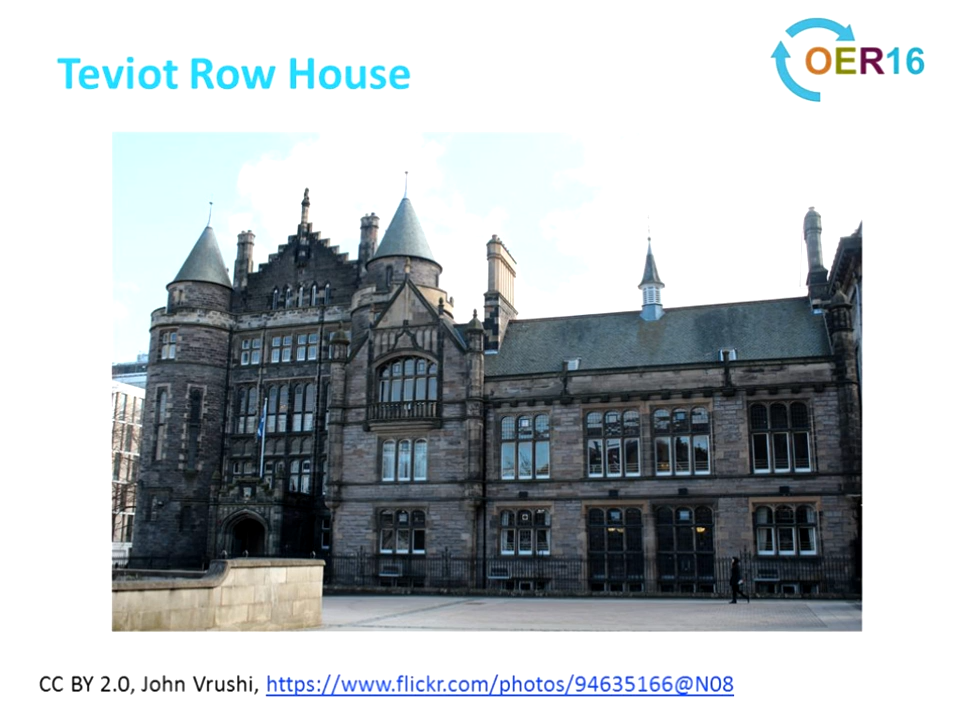 Teviot Row House
OER16
CC BY 2.0, John Vrushi, https://www.flickr.com/photos/94635166@N08